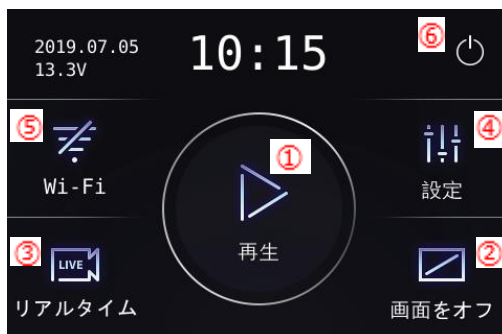 2019.07.05
13.3V
10:15
⑥
⑤
Wi-Fi
①
再生
④
設定
③
LIVE
リアルタイム
②
画面をオフ